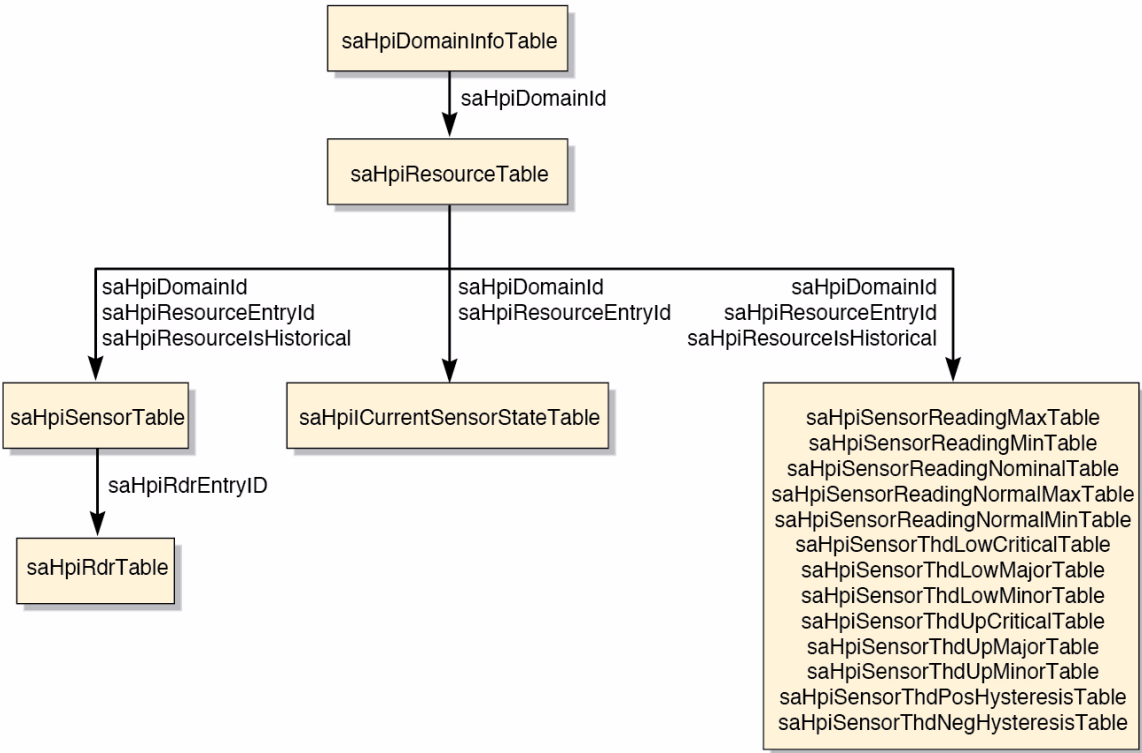 saHpiDomainInfoTable
saHpiDomainId
saHpiResourceTable
saHpiDomainId
saHpiResourceEntryId
saHpiResourceIsHistorical
saHpiDomainId
saHpiResourceEntryId
saHpiDomainId
saHpiResourceEntryId
saHpiResourceIsHistorical
saHpiSensorTable
saHpiRdrEntryID
saHpiRdrTable
saHpilCurrentSensorStateTable
saHpiSensorReadingMaxTable
saHpiSensorReadingMinTable
saHpiSensorReadingNominalTable
saHpiSensorReadingNormalMaxTable
saHpiSensorReadingNormalMinTable
saHpiSensorThdLowCriticalTable
saHpiSensorThdLowMajorTable
saHpiSensorThdLowMinorTable
saHpiSensorThdUpCriticalTable
saHpiSensorThdUpMajorTable
saHpiSensorThdUpMinorTable
saHpiSensorThdPosHysteresisTable
saHpiSensorThdNegHysteresisTable